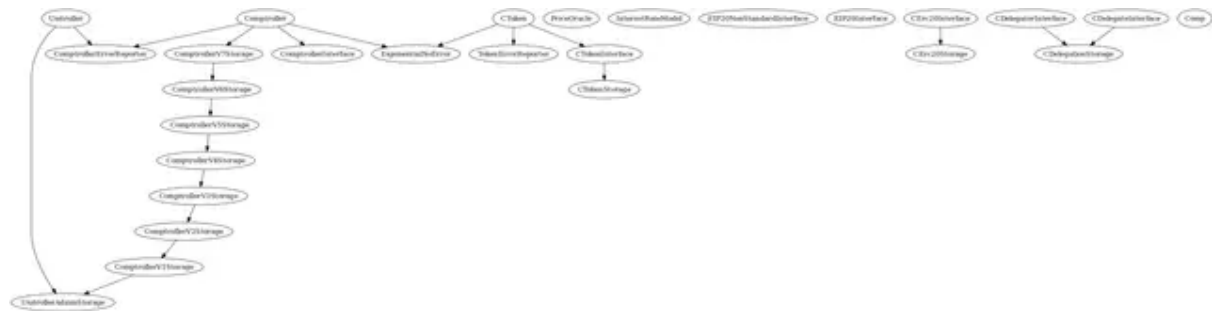 Unitroller
Comptroller
CToken
PriceOracle
InterestRateModel
EIP20NonStandardInterface
EIP20Interface
CErc20Interface
CDelegatorInterface
CDelegateInterface
Comp
ComptrollerErrorReporter
ComptrollerV7Storage
ComptrollerInterface
ExponentialNoError
TokenErrorReporter
CTokenInterface
CErc20Storage
CDelegationStorage
ComptrollerV6Storage
CTokenStorage
ComptrollerV5Storage
ComptrollerV4Storage
ComptrollerV3Storage
ComptrollerV2Storage
ComptrollerV1Storage
UnitrollerAdminStorage